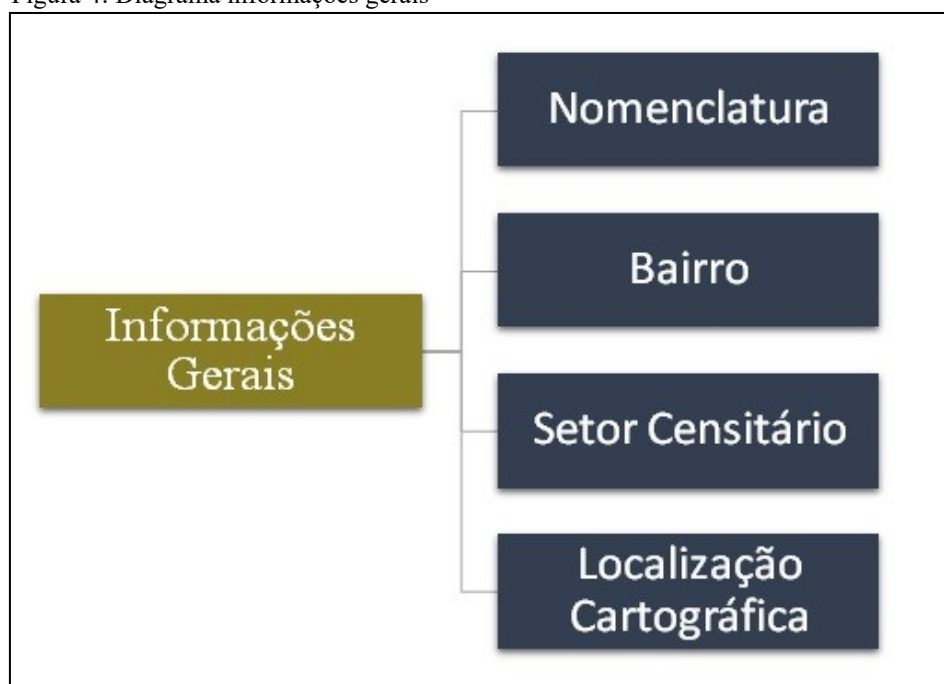 Figura 4: Diagrama informações gerais
Informações
Gerais
Nomenclatura
Bairro
Setor Censitário
Localização
Cartográfica